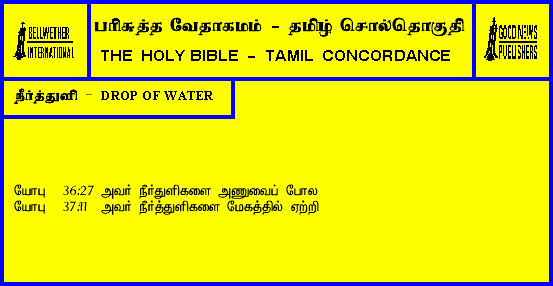 BELLWETHER
INTERNATIONAL
பரிசுத்த வேதாகமம் - தமிழ் சொல்தொகுதி
THE HOLY BIBLE - TAMIL CONCORDANCE
GOOD NEWS
PUBLISHERS
நீர்த்துளி - DROP OF WATER
யோபு 36:27 அவர் நீர்துளிகளை அணுவைப் போல
யோபு 37:11 அவர் நீர்த்துளிகளை மேகத்தில் ஏற்றி